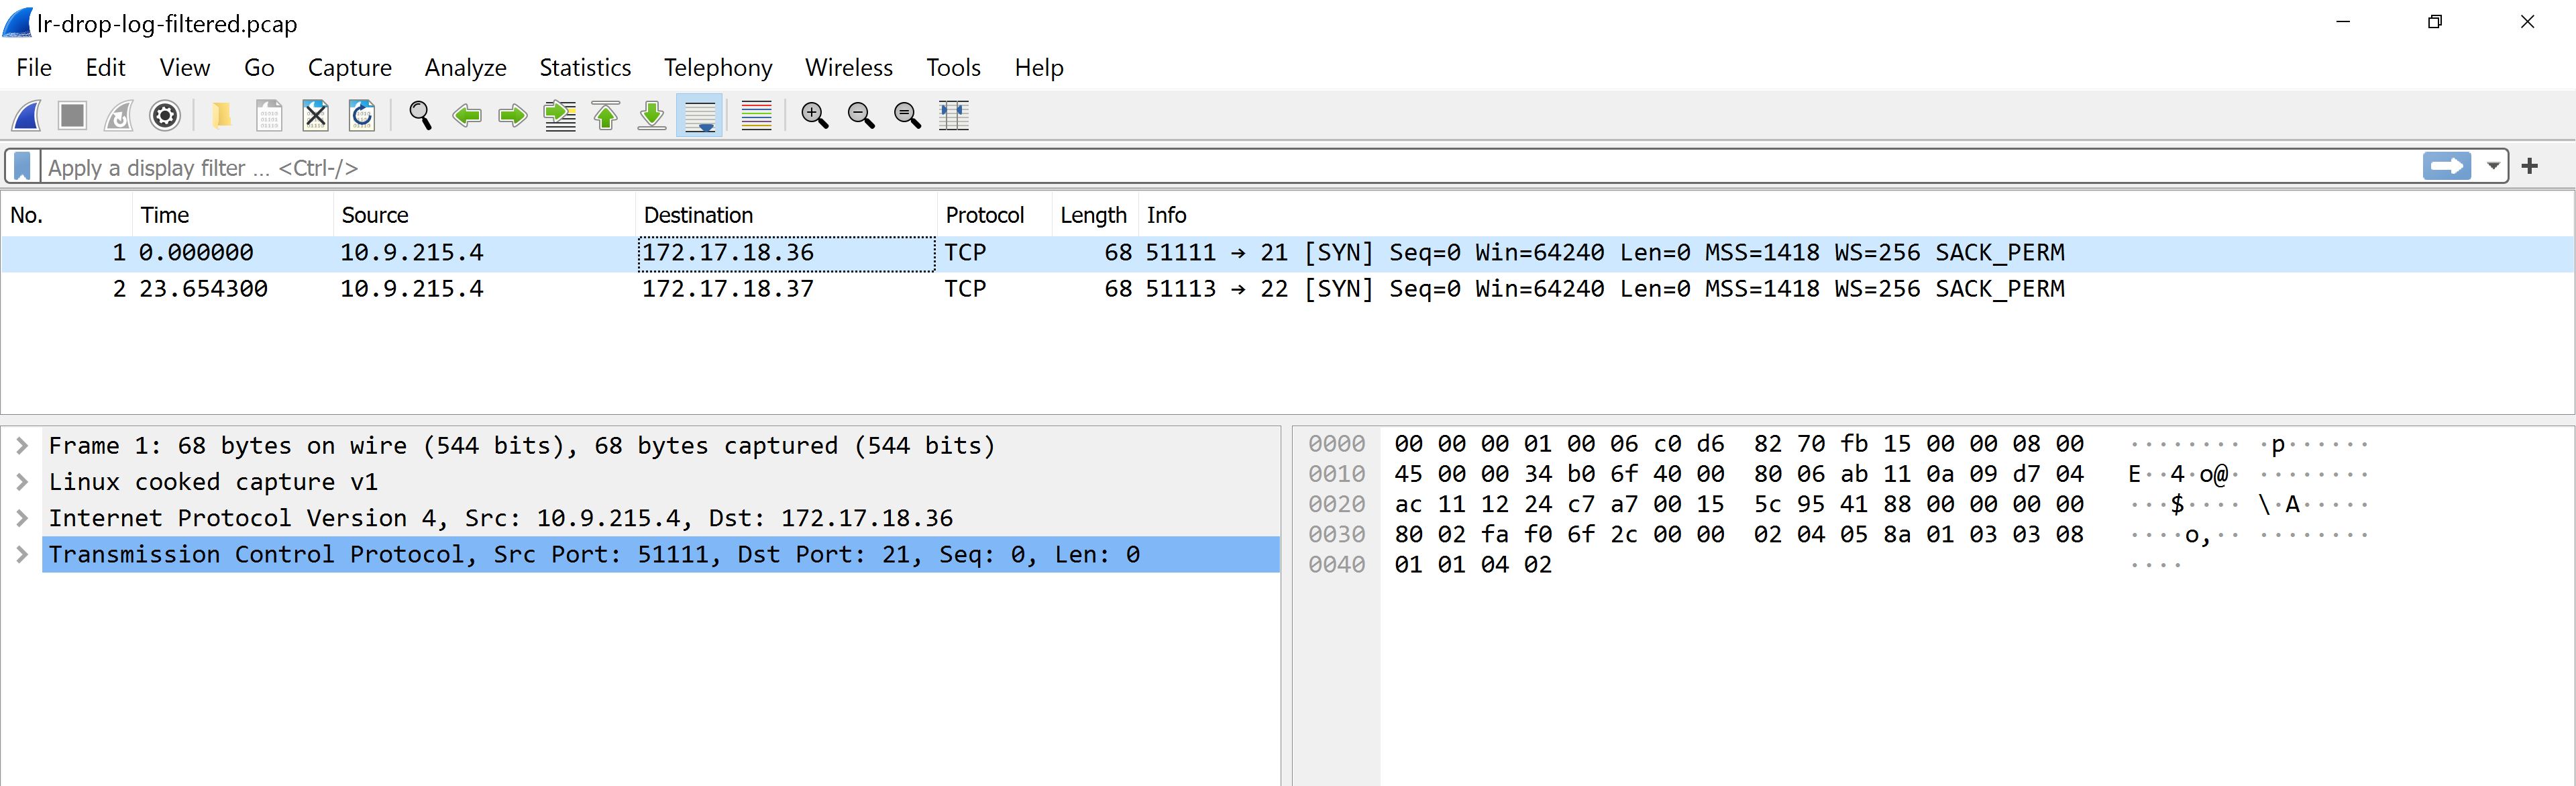 lr-drop-log-filtered.pcap
File Edit View Go Capture Analyze Statistics Telephony Wireless Tools Help
Apply a display filter … <Ctrl-/>
No. Time Source Destination Protocol Length Info
1 0.000000 10.9.215.4 172.17.18.36 TCP 68 51111 → 21 [SYN] Seq=0 Win=64240 Len=0 MSS=1418 WS=256 SACK_PERM
2 23.654300 10.9.215.4 172.17.18.37 TCP 68 51113 → 22 [SYN] Seq=0 Win=64240 Len=0 MSS=1418 WS=256 SACK_PERM
Frame 1: 68 bytes on wire (544 bits), 68 bytes captured (544 bits)
Linux cooked capture v1
Internet Protocol Version 4, Src: 10.9.215.4, Dst: 172.17.18.36
Transmission Control Protocol, Src Port: 51111, Dst Port: 21, Seq: 0, Len: 0
0000 00 00 00 01 00 06 c0 d6 82 70 fb 15 00 00 08 00 ········ ·p······
0010 45 00 00 34 b0 6f 40 00 80 06 ab 11 0a 09 d7 04 E··4·o@· ········
0020 ac 11 12 24 c7 a7 00 15 5c 95 41 88 00 00 00 00 ···$···· \·A·····
0030 80 02 fa f0 6f 2c 00 00 02 04 05 8a 01 03 03 08 ····o,·· ········
0040 01 01 04 02 ····